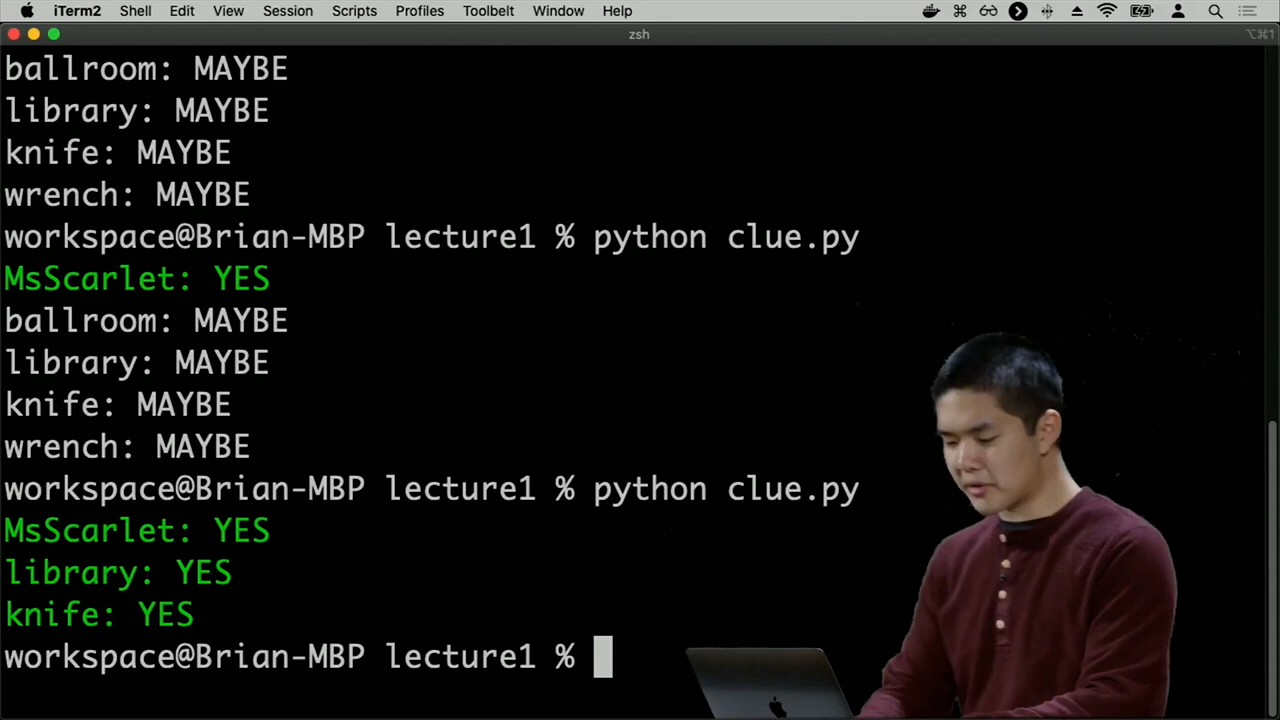 iTerm2 Shell Edit View Session Scripts Profiles Toolbelt Window Help
zsh ⌥⌘1
ballroom: MAYBE
library: MAYBE
knife: MAYBE
wrench: MAYBE
workspace@Brian-MBP lecture1 % python clue.py
MsScarlet: YES
ballroom: MAYBE
library: MAYBE
knife: MAYBE
wrench: MAYBE
workspace@Brian-MBP lecture1 % python clue.py
MsScarlet: YES
library: YES
knife: YES
workspace@Brian-MBP lecture1 %